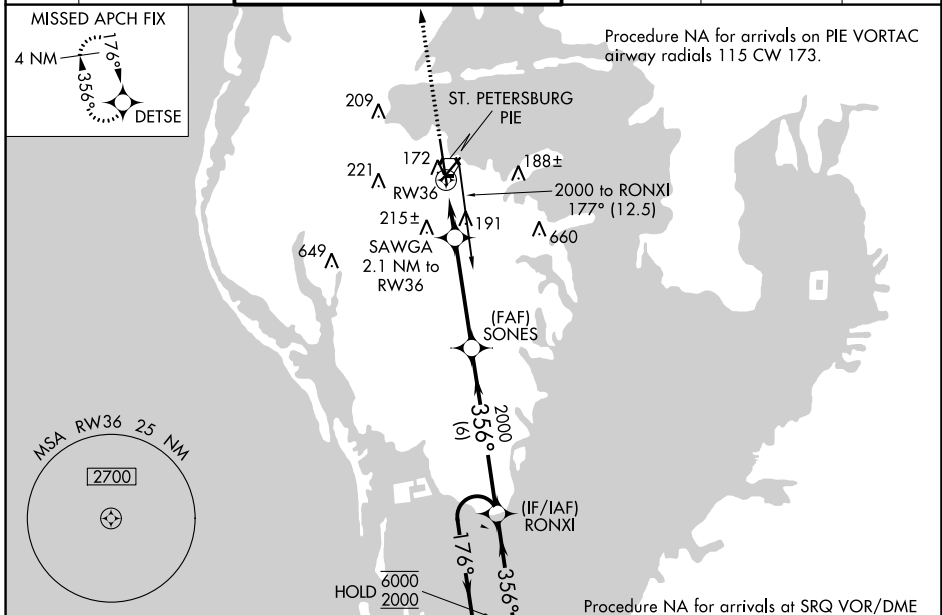 MISSED APCH FIX
4 NM
176°
356°
DETSE
Procedure NA for arrivals on PIE VORTAC
airway radials 115 CW 173.
209
ST. PETERSBURG
PIE
172
188±
221
RW36
2000 to RONXI
177° (12.5)
215±
191
660
649
SAWGA
2.1 NM to
RW36
(FAF)
SONES
2000
356°
(6)
MSA RW36 25 NM
2700
(IF/IAF)
RONXI
176°
356°
HOLD
6000
2000
Procedure NA for arrivals at SRQ VOR/DME